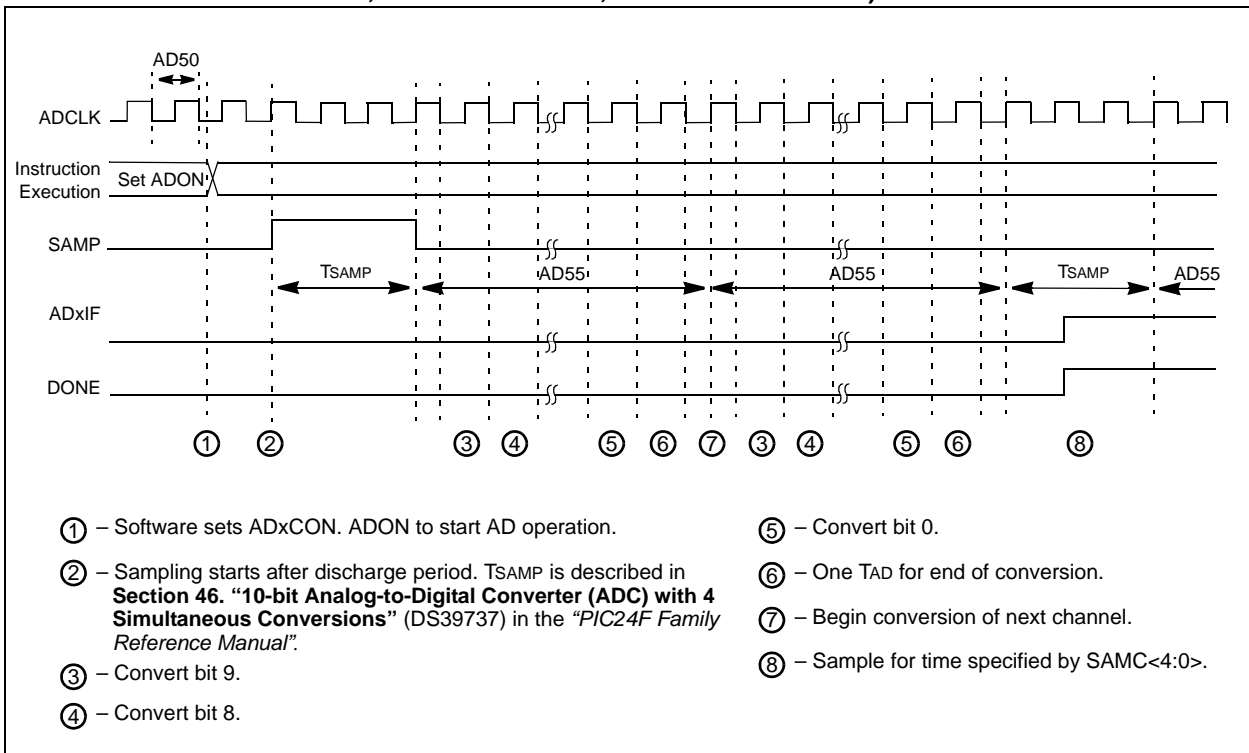 AD50
ADCLK
Instruction
Execution
Set ADON
SAMP
TSAMP
AD55
AD55
TSAMP
AD55
ADxIF
DONE
1 2 3 4 5 6 7 3 4 5 6 8
1 – Software sets ADxCON. ADON to start AD operation.
2 – Sampling starts after discharge period. TSAMP is described in
Section 46. “10-bit Analog-to-Digital Converter (ADC) with 4
Simultaneous Conversions” (DS39737) in the “PIC24F Family
Reference Manual”.
3 – Convert bit 9.
4 – Convert bit 8.
5 – Convert bit 0.
6 – One TAD for end of conversion.
7 – Begin conversion of next channel.
8 – Sample for time specified by SAMC<4:0>.